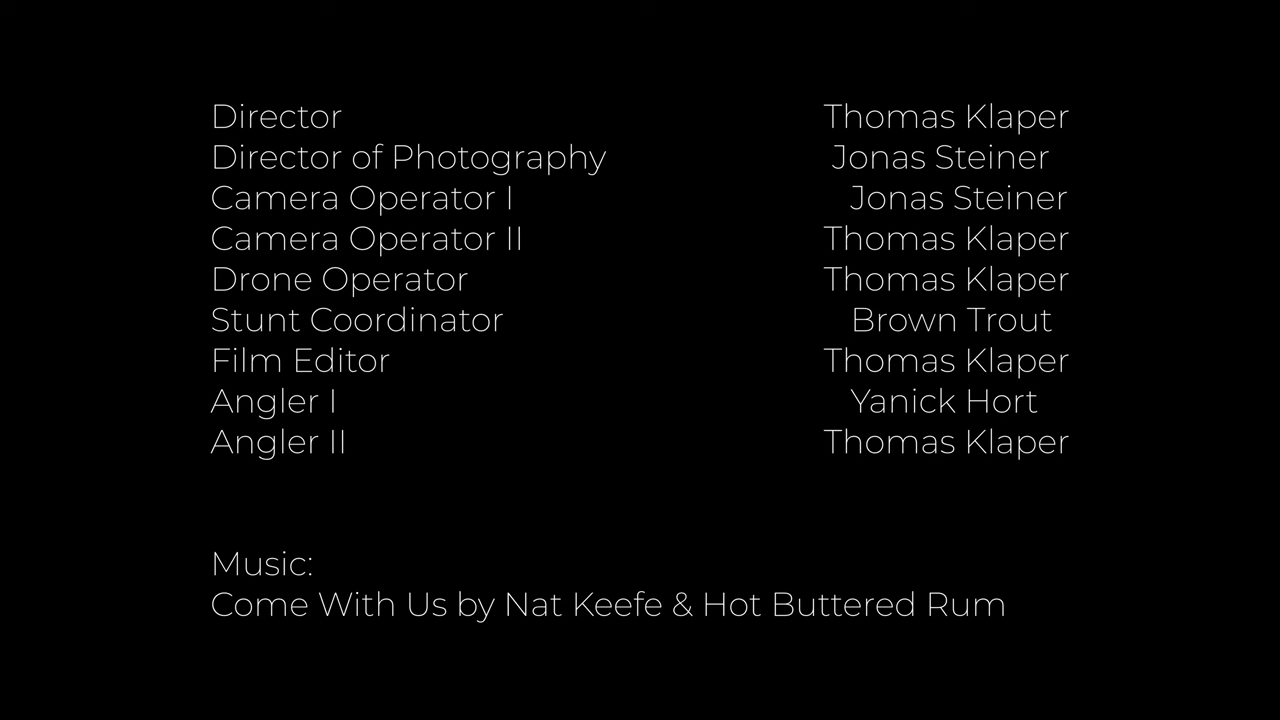 Director Thomas Klaper
Director of Photography Jonas Steiner
Camera Operator I Jonas Steiner
Camera Operator II Thomas Klaper
Drone Operator Thomas Klaper
Stunt Coordinator Brown Trout
Film Editor Thomas Klaper
Angler I Yanick Hort
Angler II Thomas Klaper
Music:
Come With Us by Nat Keefe & Hot Buttered Rum